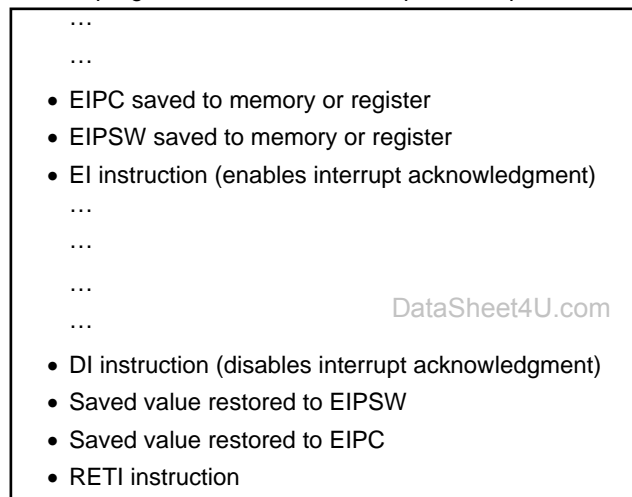 …
…
• EIPC saved to memory or register
• EIPSW saved to memory or register
• EI instruction (enables interrupt acknowledgment)
…
…
…
DataSheet4U.com
…
• DI instruction (disables interrupt acknowledgment)
• Saved value restored to EIPSW
• Saved value restored to EIPC
• RETI instruction